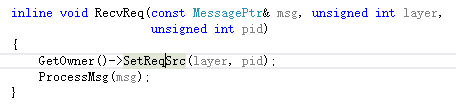 inline void RecvReq(const MessagePtr& msg, unsigned int layer,
unsigned int pid)
{
GetOwner()->SetReqSrc(layer, pid);
ProcessMsg(msg);
}